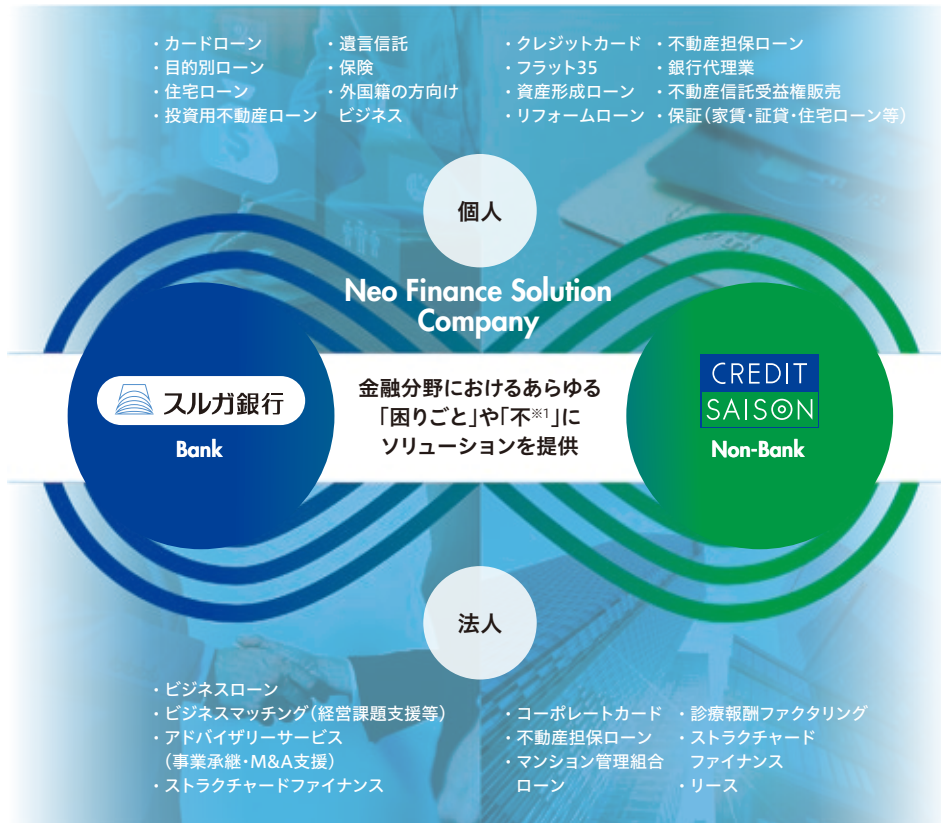 ・カードローン
・目的別ローン
・住宅ローン
・投資用不動産ローン
・遺言信託
・保険
・外国籍の方向け
ビジネス
・クレジットカード
・フラット35
・資産形成ローン
・リフォームローン
・不動産担保ローン
・銀行代理業
・不動産信託受益権販売
・保証（家賃・証貸・住宅ローン等）
個人
Neo Finance Solution
Company
スルガ銀行
Bank
金融分野におけるあらゆる
「困りごと」や「不※1」に
ソリューションを提供
CREDIT
SAISON
Non-Bank
法人
・ビジネスローン
・ビジネスマッチング（経営課題支援等）
・アドバイザリーサービス
（事業承継・M&A支援）
・ストラクチャードファイナンス
・コーポレートカード
・不動産担保ローン
・マンション管理組合
ローン
・診療報酬ファクタリング
・ストラクチャード
ファイナンス
・リース